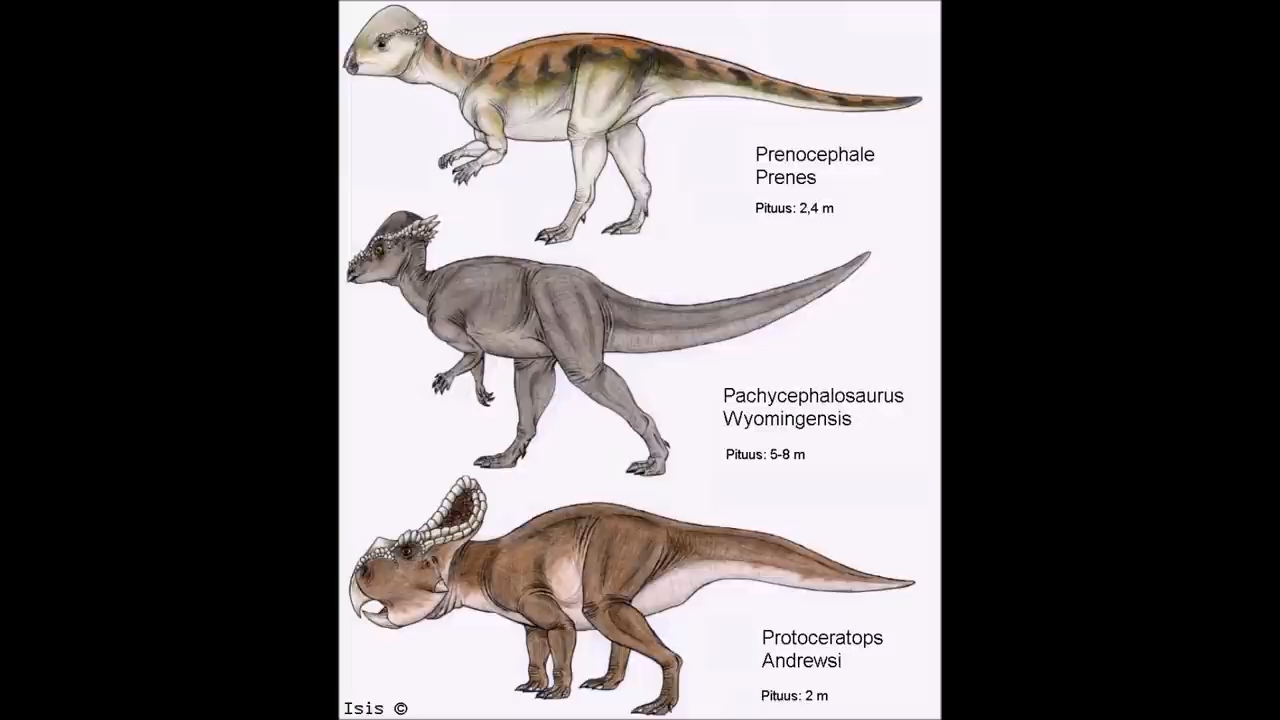 Prenocephale
Prenes
Pituus: 2,4 m
Pachycephalosaurus
Wyomingensis
Pituus: 5-8 m
Protoceratops
Andrewsi
Pituus: 2 m
Isis ©